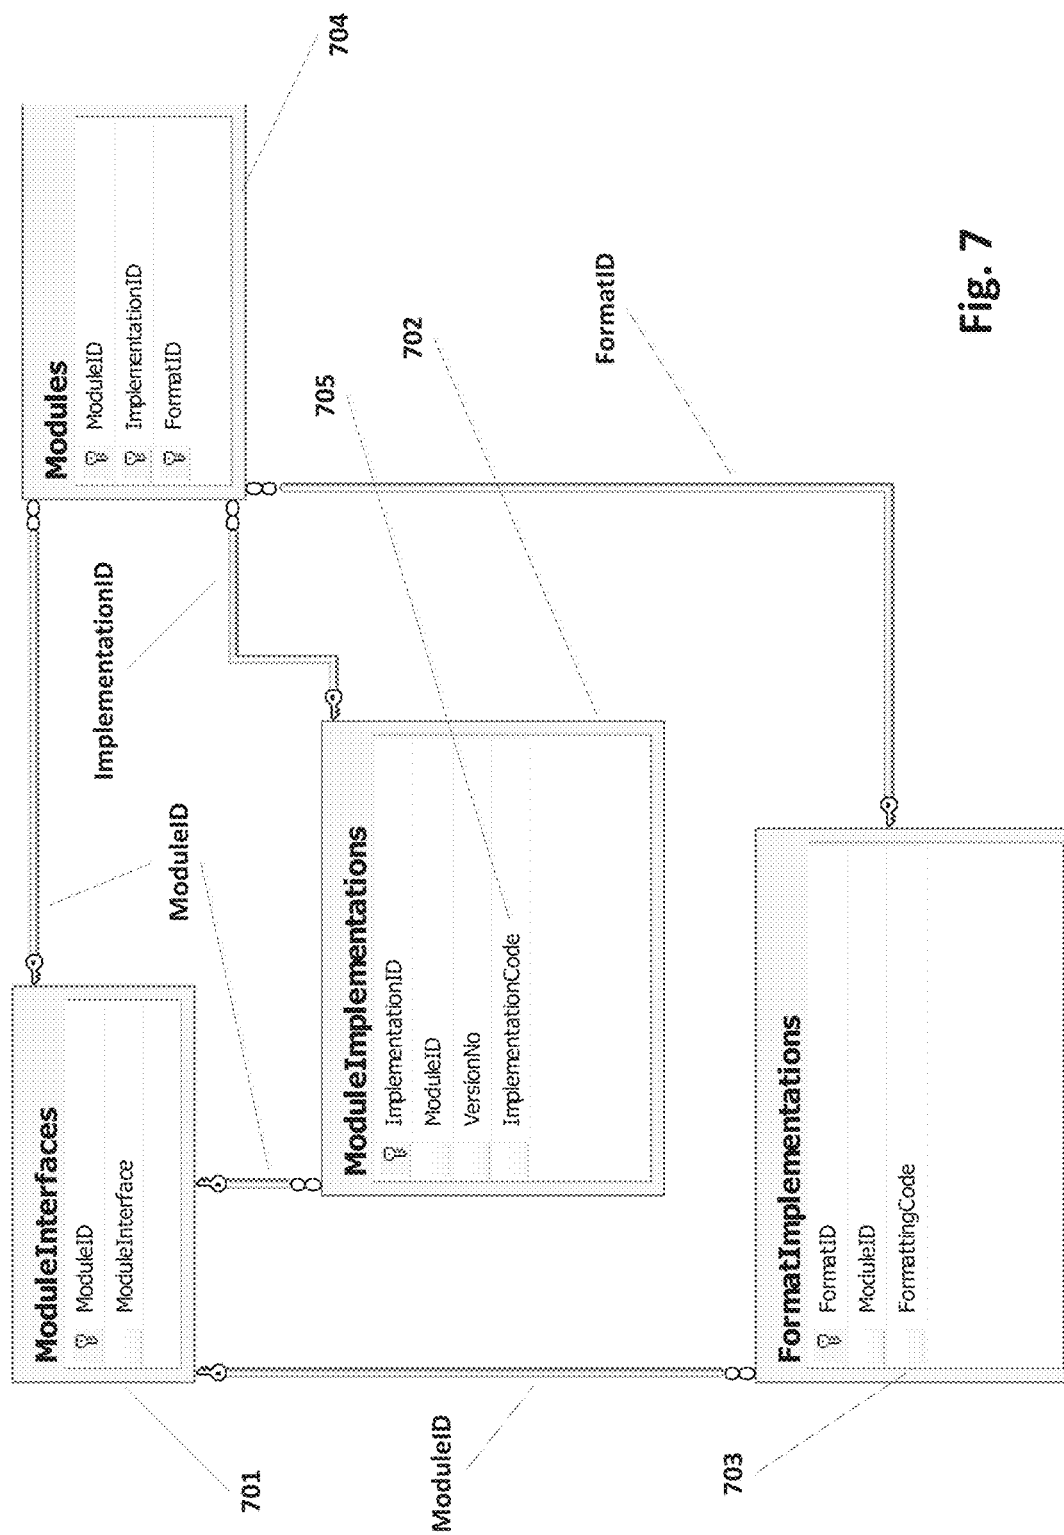 ModuleInterfaces
ModuleID
ModuleInterface
701
Modules
ModuleID
ImplementationID
FormatID
704
ImplementationID
ModuleID
ModuleImplementations
ImplementationID
ModuleID
VersionNo
ImplementationCode
705
702
ModuleID
FormatID
FormatImplementations
FormatID
ModuleID
FormattingCode
703
Fig. 7